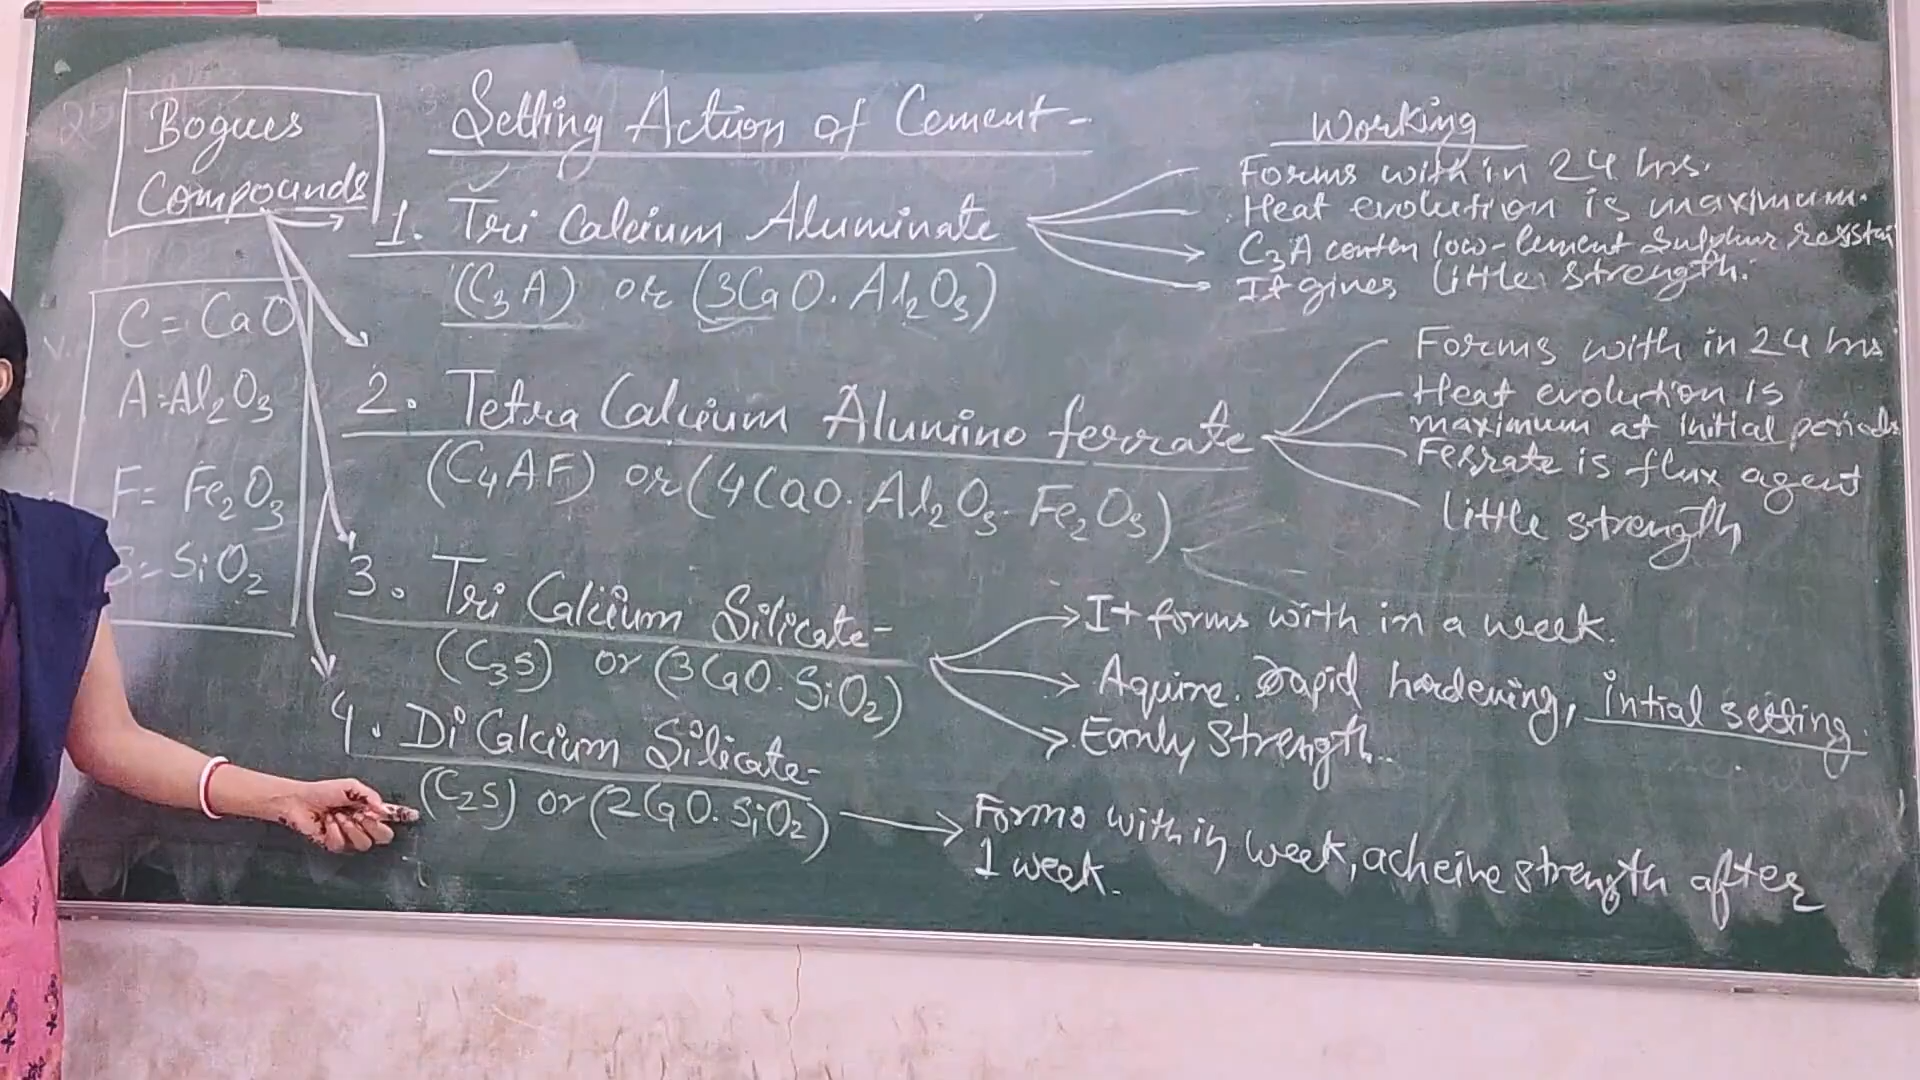 Bogues
Compounds
C = CaO
A = Al₂O₃
F = Fe₂O₃
S = SiO₂
Setting Action of Cement -
1. Tri Calcium Aluminate
(C₃A) or (3CaO. Al₂O₃)
2. Tetra Calcium Alumino ferrate
(C₄AF) or (4CaO. Al₂O₃. Fe₂O₃)
3. Tri Calcium Silicate -
(C₃S) or (3CaO. SiO₂)
4. Di Calcium Silicate -
(C₂S) or (2CaO. SiO₂)
Working
Forms with in 24 hrs.
Heat evolution is maximum.
C₃A conten low - Cement Sulphur resistan
It gives little strength.
Forms with in 24 hrs
Heat evolution is
maximum at initial periods
Ferrate is flux agent
little strength
It forms with in a week.
Aquire rapid hardening, intial setting.
Early Strength.
Forms with in week, acheive strength after
1 week.